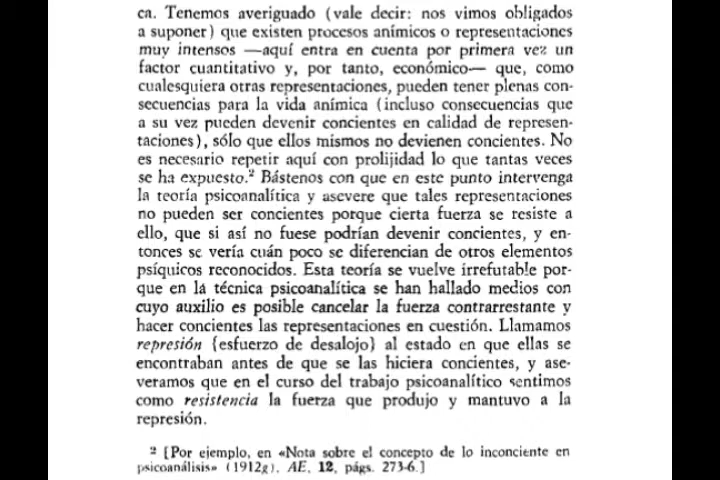 ca. Tenemos averiguado (vale decir: nos vimos obligados
a suponer) que existen procesos anímicos o representaciones
muy intensos —aquí entra en cuenta por primera vez un
factor cuantitativo y, por tanto, económico— que, como
cualesquiera otras representaciones, pueden tener plenas con-
secuencias para la vida anímica (incluso consecuencias que
a su vez pueden devenir concientes en calidad de represen-
taciones), sólo que ellos mismos no devienen concientes. No
es necesario repetir aquí con prolijidad lo que tantas veces
se ha expuesto.² Bástenos con que en este punto intervenga
la teoría psicoanalítica y asevere que tales representaciones
no pueden ser concientes porque cierta fuerza se resiste a
ello, que si así no fuese podrían devenir concientes, y en-
tonces se vería cuán poco se diferencian de otros elementos
psíquicos reconocidos. Esta teoría se vuelve irrefutable por-
que en la técnica psicoanalítica se han hallado medios con
cuyo auxilio es posible cancelar la fuerza contrarrestante y
hacer concientes las representaciones en cuestión. Llamamos
represión {esfuerzo de desalojo} al estado en que ellas se
encontraban antes de que se las hiciera concientes, y ase-
veramos que en el curso del trabajo psicoanalítico sentimos
como resistencia la fuerza que produjo y mantuvo a la
represión.
² [Por ejemplo, en «Nota sobre el concepto de lo inconciente en
psicoanálisis» (1912g), AE, 12, págs. 273-6.]